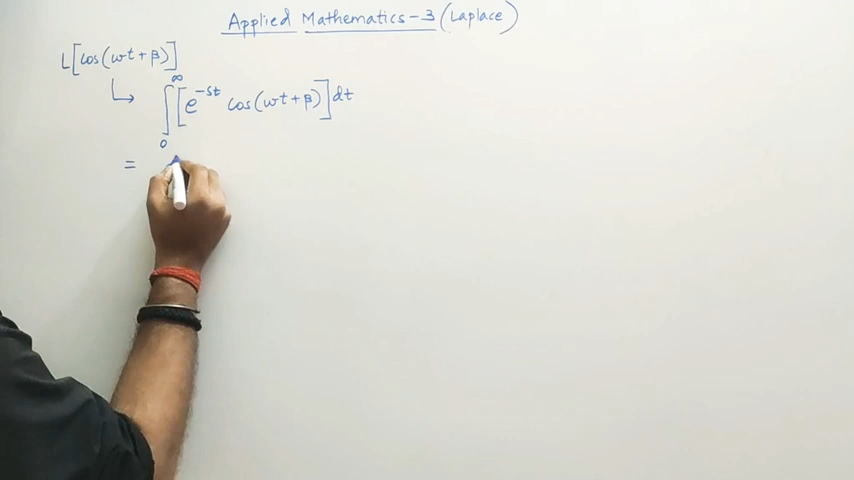 Applied Mathematics-3 (Laplace)
L[cos(ωt+β)]
↳ ∫₀^∞ [e^-st cos(ωt+β)] dt
=